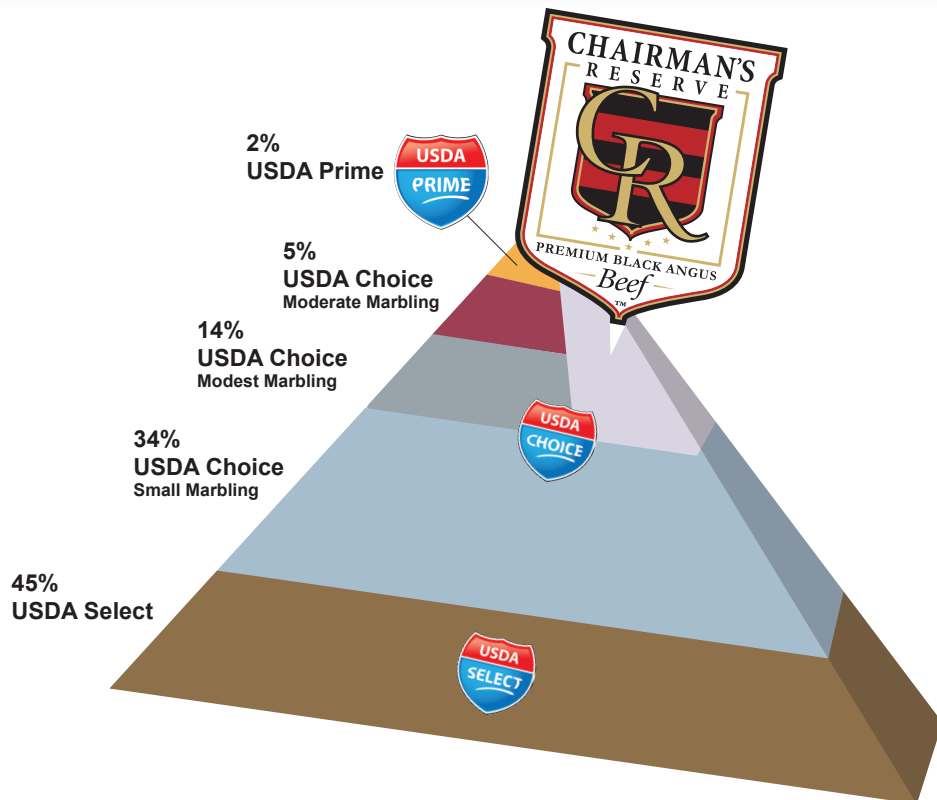 CHAIRMAN'S
RESERVE
CR
PREMIUM BLACK ANGUS
Beef
TM
2%
USDA Prime
USDA
PRIME
5%
USDA Choice
Moderate Marbling
14%
USDA Choice
Modest Marbling
USDA
CHOICE
34%
USDA Choice
Small Marbling
45%
USDA Select
USDA
SELECT